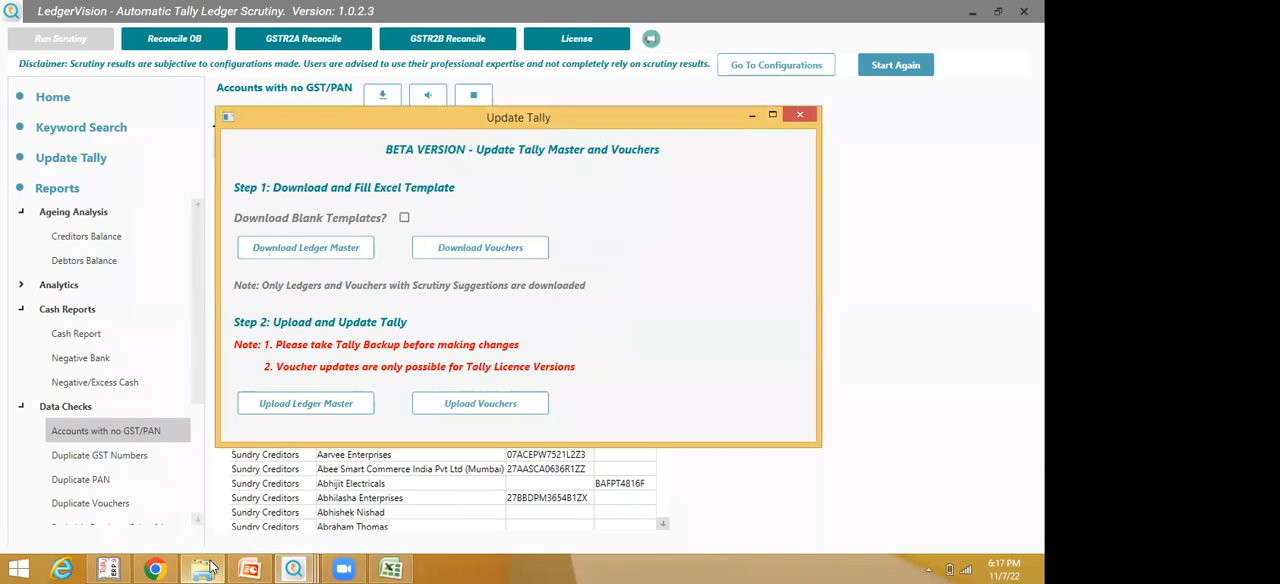 LedgerVision - Automatic Tally Ledger Scrutiny. Version: 1.0.2.3
Run Scrutiny
Reconcile OB
GSTR2A Reconcile
GSTR2B Reconcile
License
Disclaimer: Scrutiny results are subjective to configurations made. Users are advised to use their professional expertise and not completely rely on scrutiny results.
Go To Configurations
Start Again
Home
Keyword Search
Update Tally
Reports
Ageing Analysis
Creditors Balance
Debtors Balance
Analytics
Cash Reports
Cash Report
Negative Bank
Negative/Excess Cash
Data Checks
Accounts with no GST/PAN
Duplicate GST Numbers
Duplicate PAN
Duplicate Vouchers
Accounts with no GST/PAN
Update Tally
BETA VERSION - Update Tally Master and Vouchers
Step 1: Download and Fill Excel Template
Download Blank Templates?
Download Ledger Master
Download Vouchers
Note: Only Ledgers and Vouchers with Scrutiny Suggestions are downloaded
Step 2: Upload and Update Tally
Note: 1. Please take Tally Backup before making changes
2. Voucher updates are only possible for Tally Licence Versions
Upload Ledger Master
Upload Vouchers
Sundry Creditors Aarvee Enterprises 07ACEPW7521L2Z3
Sundry Creditors Abee Smart Commerce India Pvt Ltd (Mumbai) 27AASCA0636R1ZZ
Sundry Creditors Abhijit Electricals BAFPT4816F
Sundry Creditors Abhilasha Enterprises 27BBDPM3654B1ZX
Sundry Creditors Abhishek Nishad
Sundry Creditors Abraham Thomas
Tally
ERP 9
6:17 PM
11/7/22